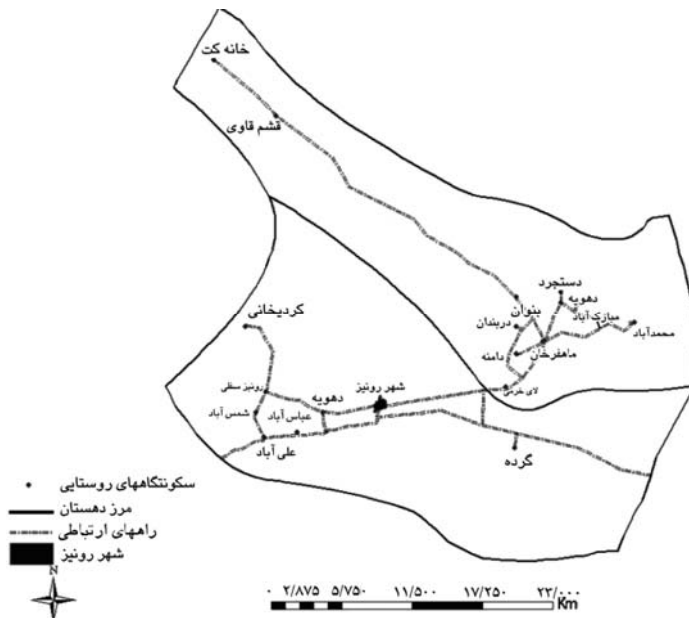 خانه کت
قشم قاوی
دستجرد
بنوان
دهویه
مبارک آباد
محمدآباد
دربندان
ماهفرخان
دامنه
لای خرمی
کردیخانی
رونیز سفلی
دهویه
شهر رونیز
شمس آباد
عباس آباد
علی آباد
گرده
سکونتگاههای روستایی
مرز دهستان
راههای ارتباطی
شهر رونیز
N
۰ ۲/۸۷۵ ۵/۷۵۰ ۱۱/۵۰۰ ۱۷/۲۵۰ ۲۳/۰۰۰
Km